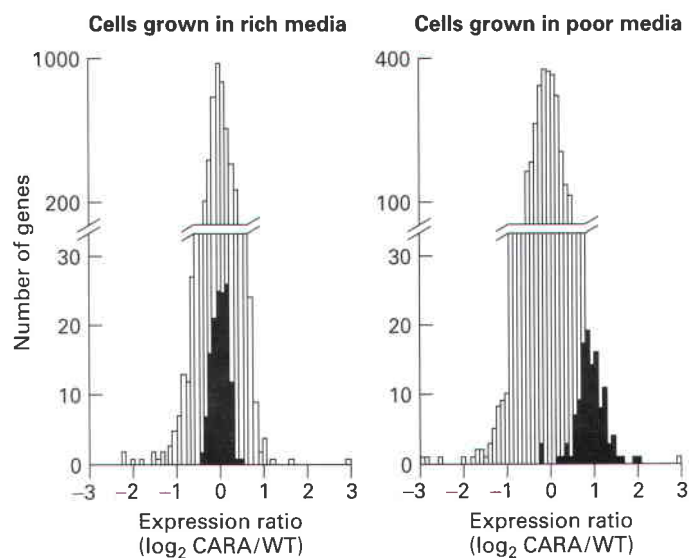 Cells grown in rich media
1000
200
30
20
10
0
Number of genes
−3 −2 −1 0 1 2 3
Expression ratio
(log₂ CARA/WT)
Cells grown in poor media
400
100
30
20
10
0
−3 −2 −1 0 1 2 3
Expression ratio
(log₂ CARA/WT)